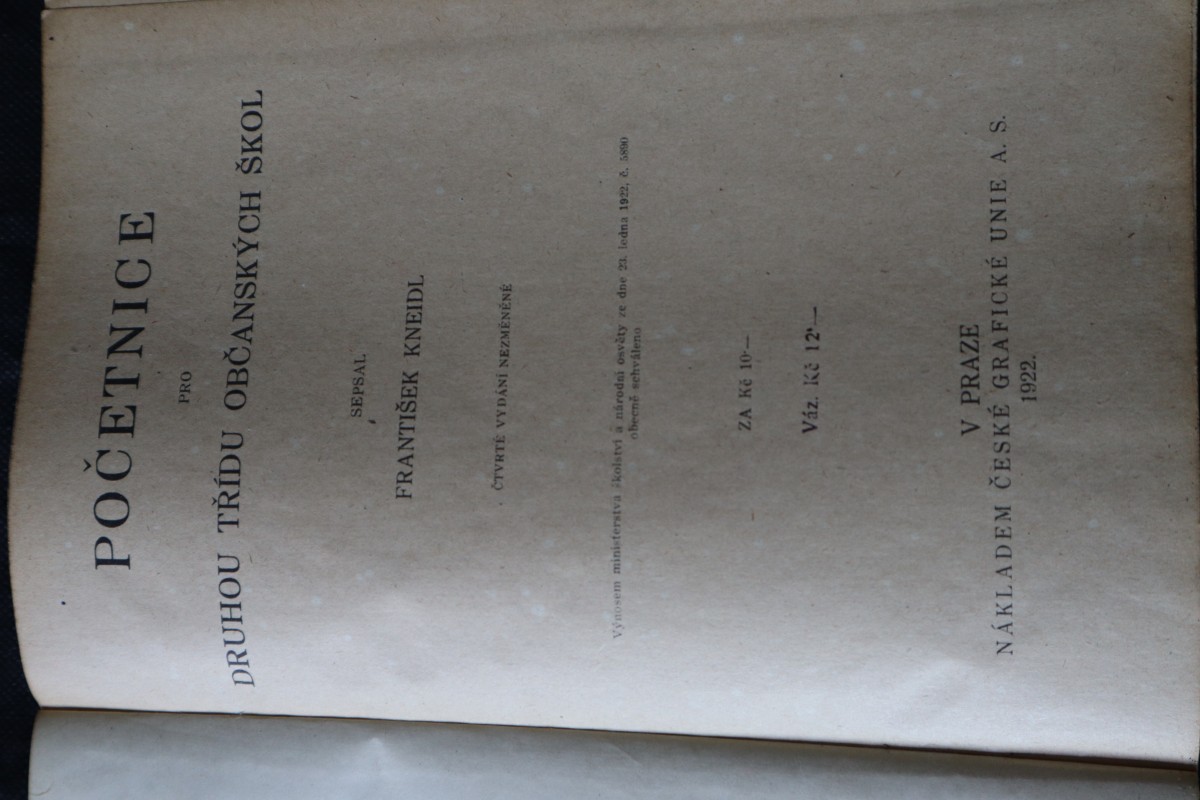 POČETNICE
PRO
DRUHOU TŘÍDU OBČANSKÝCH ŠKOL
SEPSAL
FRANTIŠEK KNEIDL
ČTVRTÉ VYDÁNÍ NEZMĚNĚNÉ
Výnosem ministerstva školství a národní osvěty ze dne 23. ledna 1922, č. 5890
obecně schváleno
ZA Kč 10·—
Váz. Kč 12·—
V PRAZE
NÁKLADEM ČESKÉ GRAFICKÉ UNIE A. S.
1922.